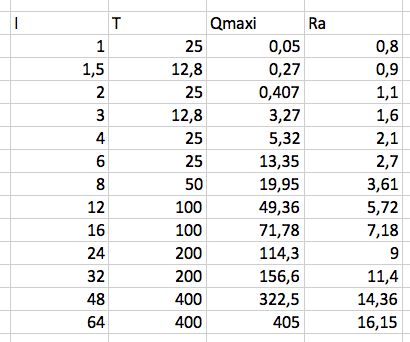 I T Qmaxi Ra
1 25 0,05 0,8
1,5 12,8 0,27 0,9
2 25 0,407 1,1
3 12,8 3,27 1,6
4 25 5,32 2,1
6 25 13,35 2,7
8 50 19,95 3,61
12 100 49,36 5,72
16 100 71,78 7,18
24 200 114,3 9
32 200 156,6 11,4
48 400 322,5 14,36
64 400 405 16,15